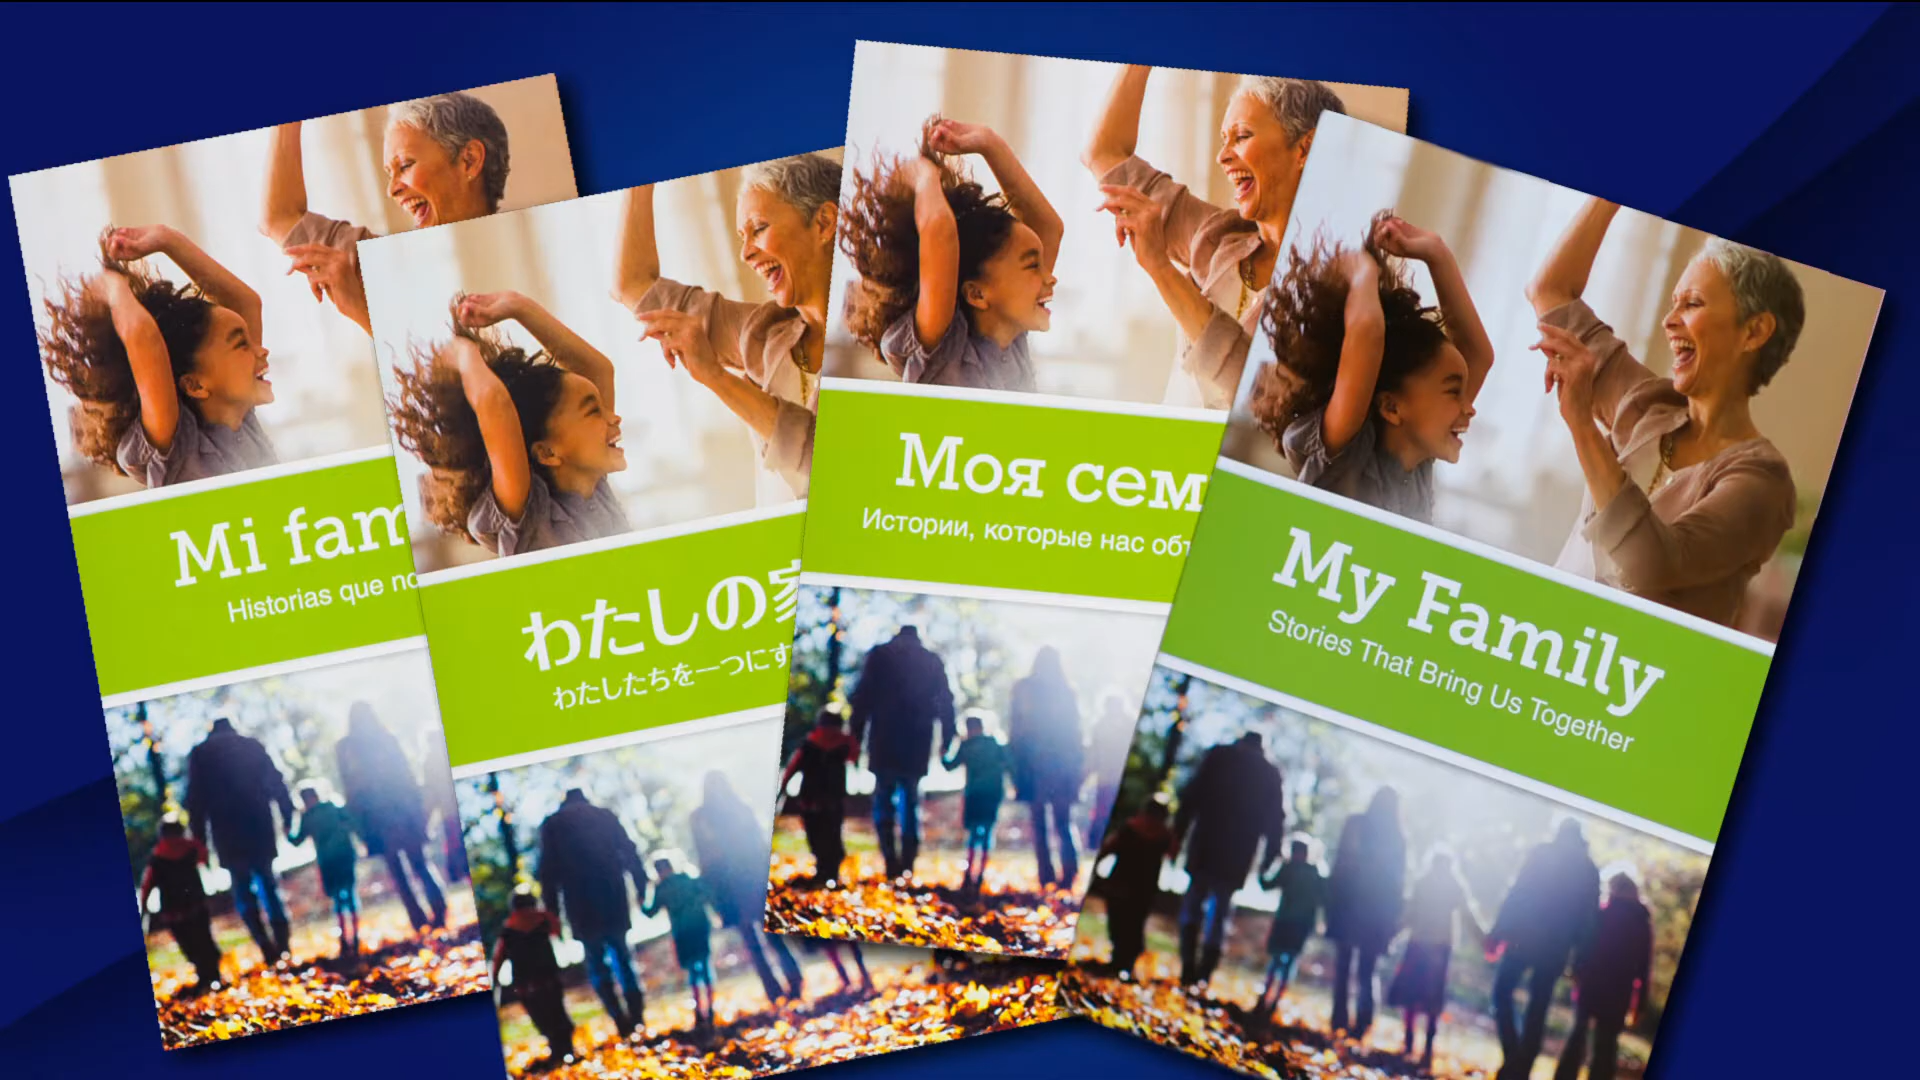 Mi fam
Historias que no
わたしの家
わたしたちを一つにす
Моя сем
Истории, которые нас объ
My Family
Stories That Bring Us Together